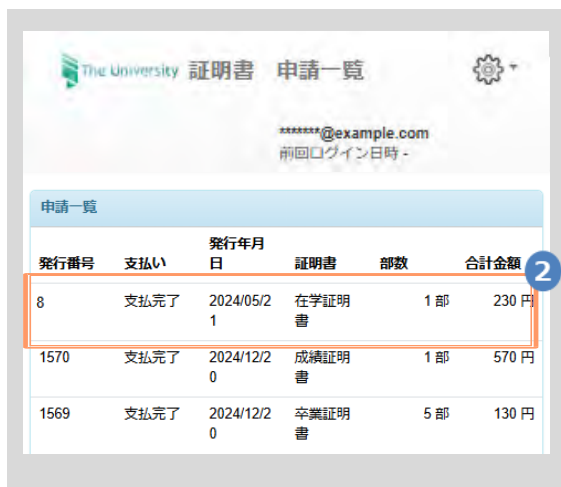 The University 証明書 申請一覧
*******@example.com
前回ログイン日時 -
申請一覧
発行番号 支払い 発行年月日 証明書 部数 合計金額
2
8 支払完了 2024/05/21 在学証明書 1 部 230 円
1570 支払完了 2024/12/20 成績証明書 1 部 570 円
1569 支払完了 2024/12/20 卒業証明書 5 部 130 円